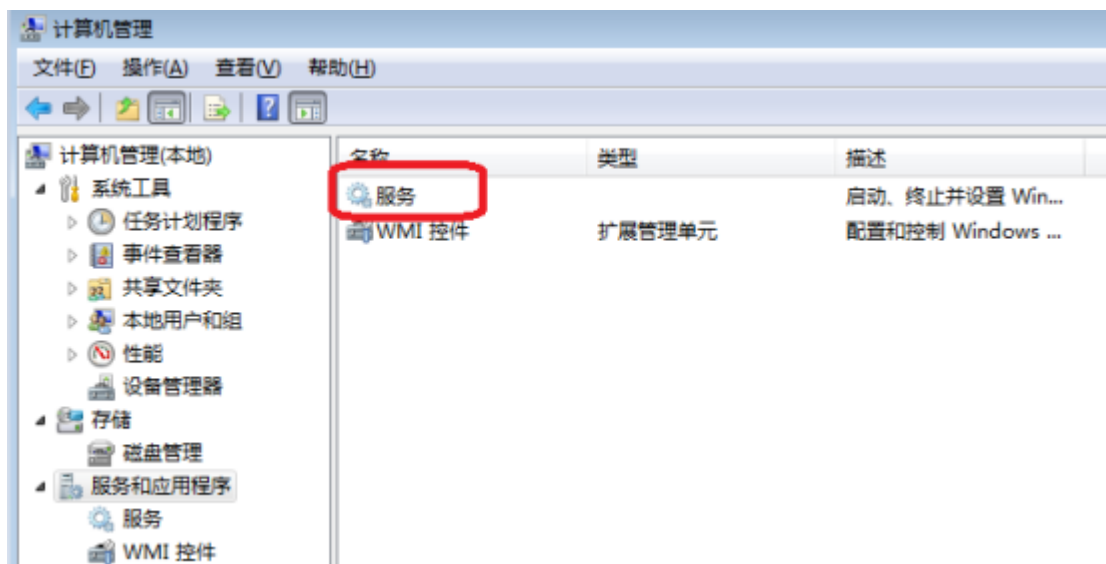 计算机管理
文件(F) 操作(A) 查看(V) 帮助(H)
计算机管理(本地)
系统工具
任务计划程序
事件查看器
共享文件夹
本地用户和组
性能
设备管理器
存储
磁盘管理
服务和应用程序
服务
WMI 控件
名称 类型 描述
服务 启动、终止并设置 Win...
WMI 控件 扩展管理单元 配置和控制 Windows ...